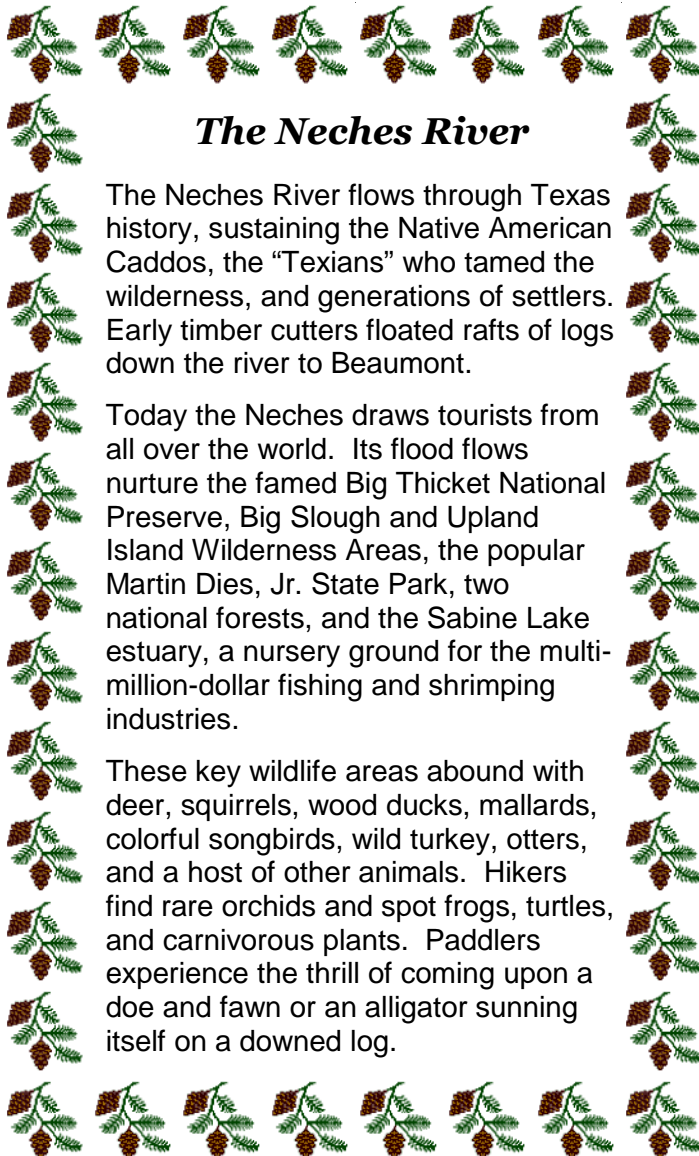 The Neches River
The Neches River flows through Texas
history, sustaining the Native American
Caddos, the “Texians” who tamed the
wilderness, and generations of settlers.
Early timber cutters floated rafts of logs
down the river to Beaumont.
Today the Neches draws tourists from
all over the world.  Its flood flows
nurture the famed Big Thicket National
Preserve, Big Slough and Upland
Island Wilderness Areas, the popular
Martin Dies, Jr. State Park, two
national forests, and the Sabine Lake
estuary, a nursery ground for the multi-
million-dollar fishing and shrimping
industries.
These key wildlife areas abound with
deer, squirrels, wood ducks, mallards,
colorful songbirds, wild turkey, otters,
and a host of other animals.  Hikers
find rare orchids and spot frogs, turtles,
and carnivorous plants.  Paddlers
experience the thrill of coming upon a
doe and fawn or an alligator sunning
itself on a downed log.